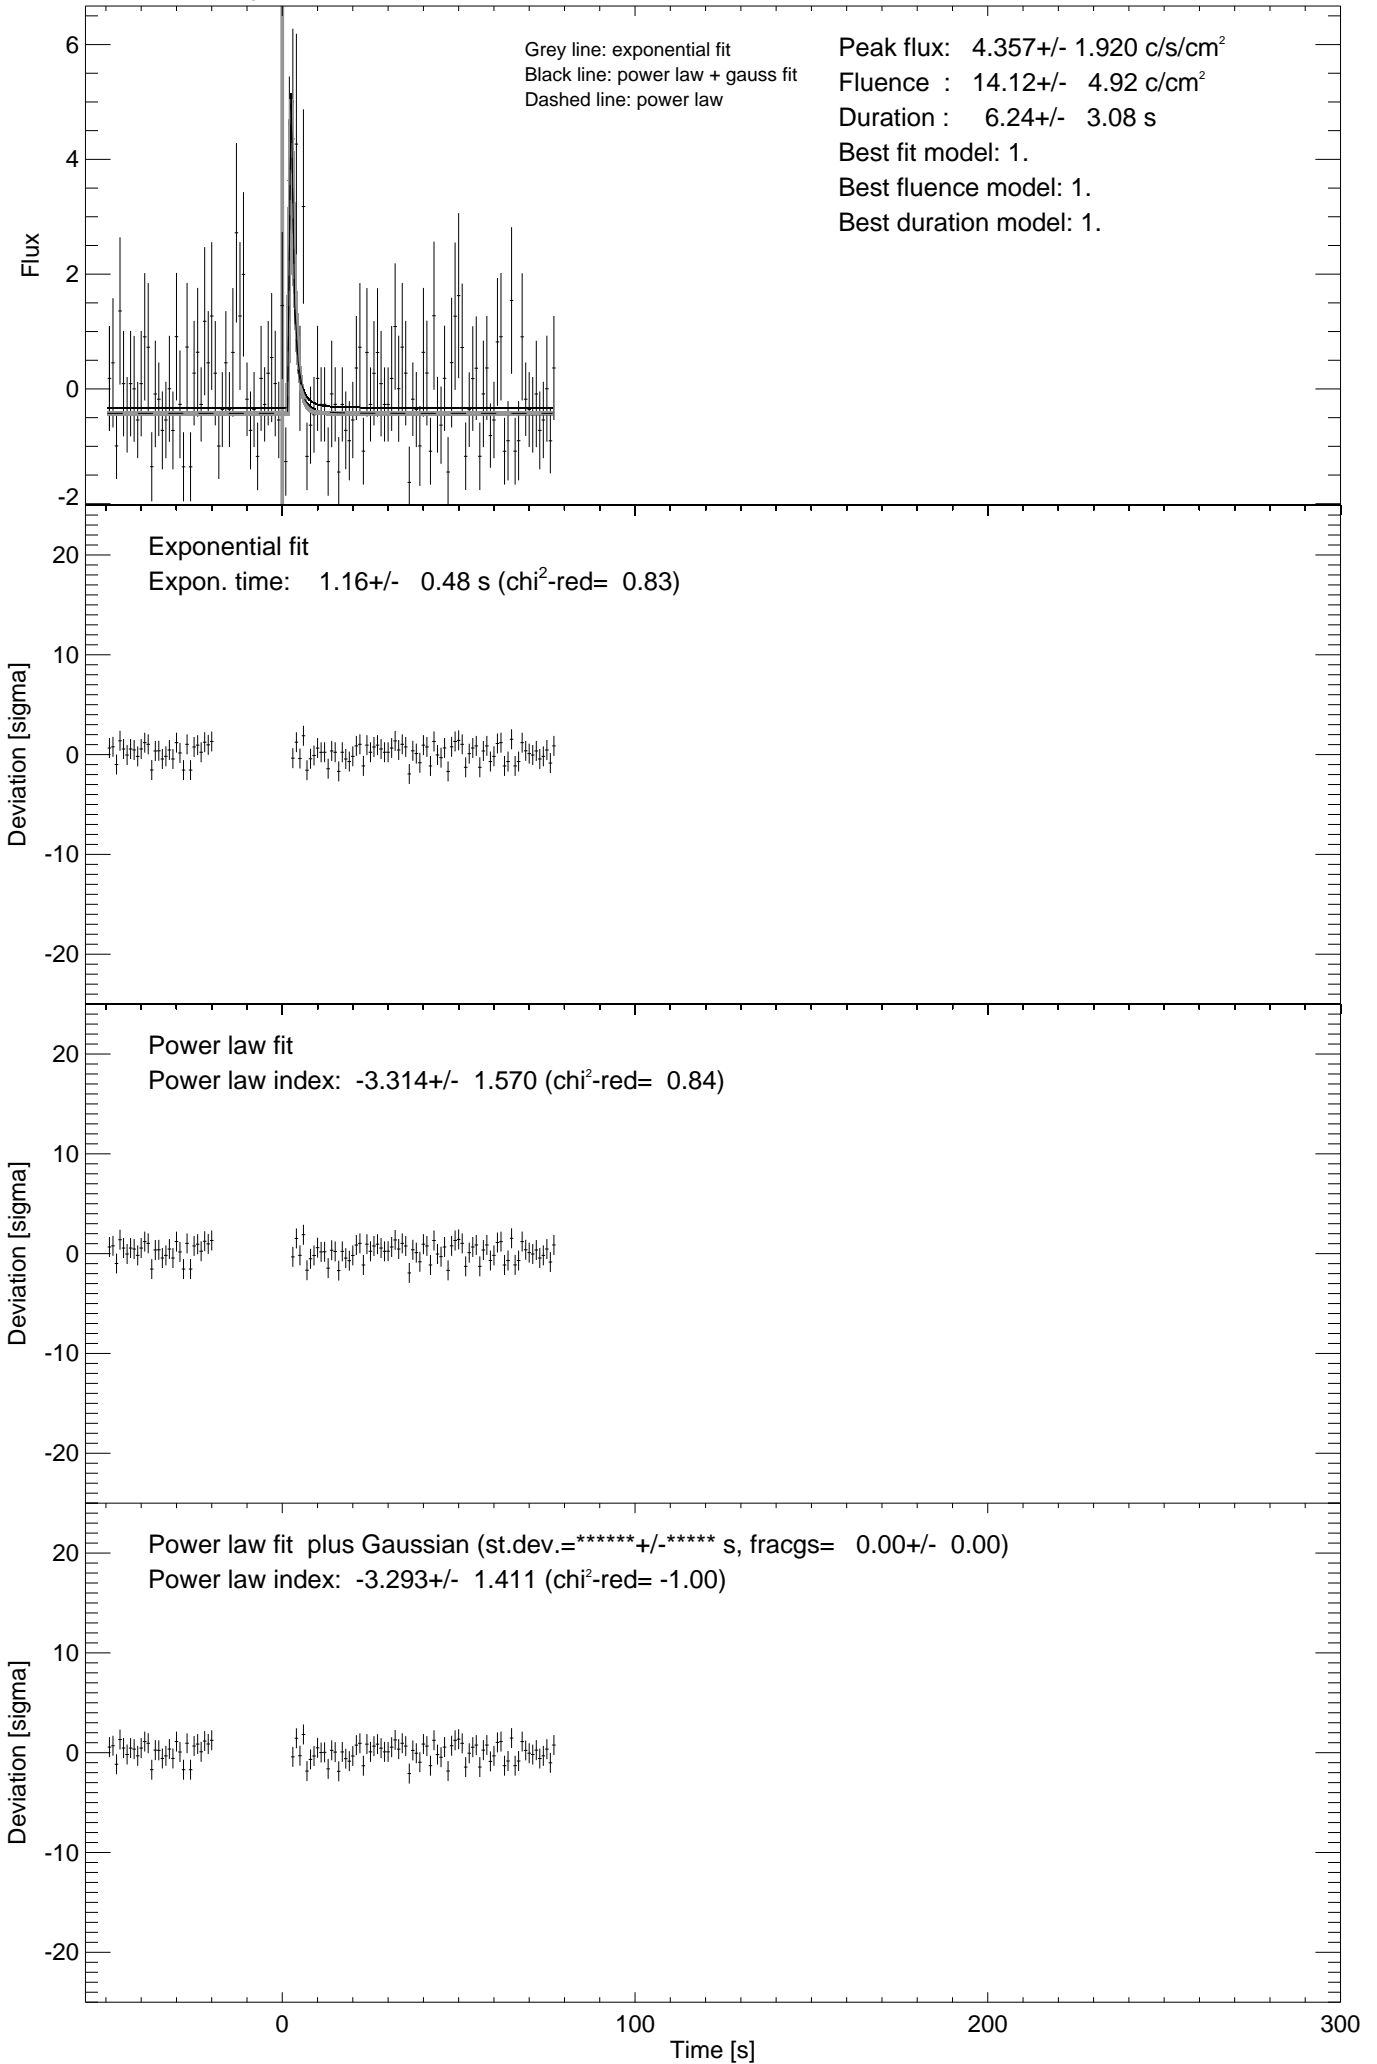 Grey line: exponential fit
Black line: power law + gauss fit
Dashed line: power law
Peak flux: 4.357+/- 1.920 c/s/cm²
Fluence : 14.12+/- 4.92 c/cm²
Duration : 6.24+/- 3.08 s
Best fit model: 1.
Best fluence model: 1.
Best duration model: 1.
Flux
6
4
2
0
-2
Exponential fit
Expon. time: 1.16+/- 0.48 s (chi²-red= 0.83)
Deviation [sigma]
20
10
0
-10
-20
Power law fit
Power law index: -3.314+/- 1.570 (chi²-red= 0.84)
Deviation [sigma]
20
10
0
-10
-20
Power law fit plus Gaussian (st.dev.=******+/-***** s, fracgs= 0.00+/- 0.00)
Power law index: -3.293+/- 1.411 (chi²-red= -1.00)
Deviation [sigma]
20
10
0
-10
-20
0 100 200 300
Time [s]